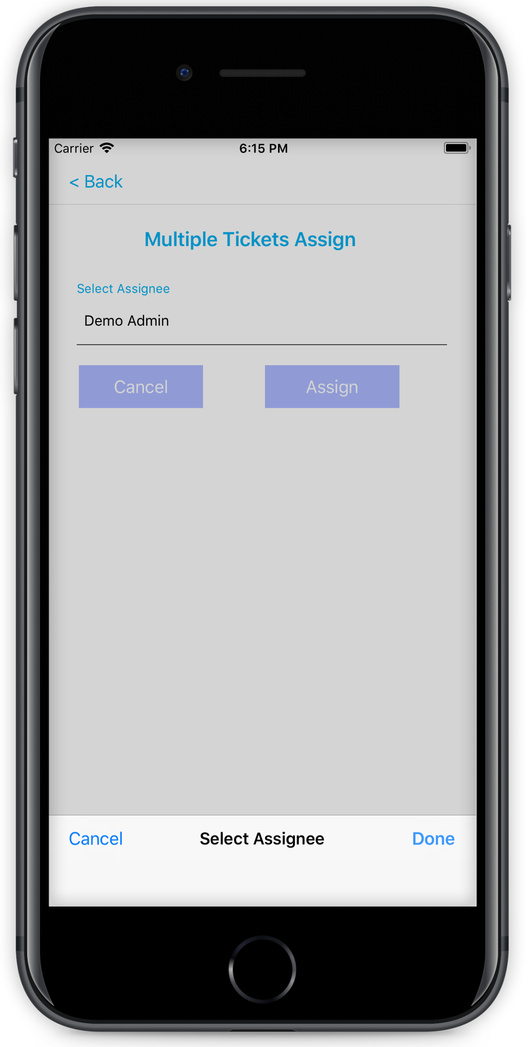 Carrier 6:15 PM
< Back
Multiple Tickets Assign
Select Assignee
Demo Admin
Cancel Assign
Cancel Select Assignee Done